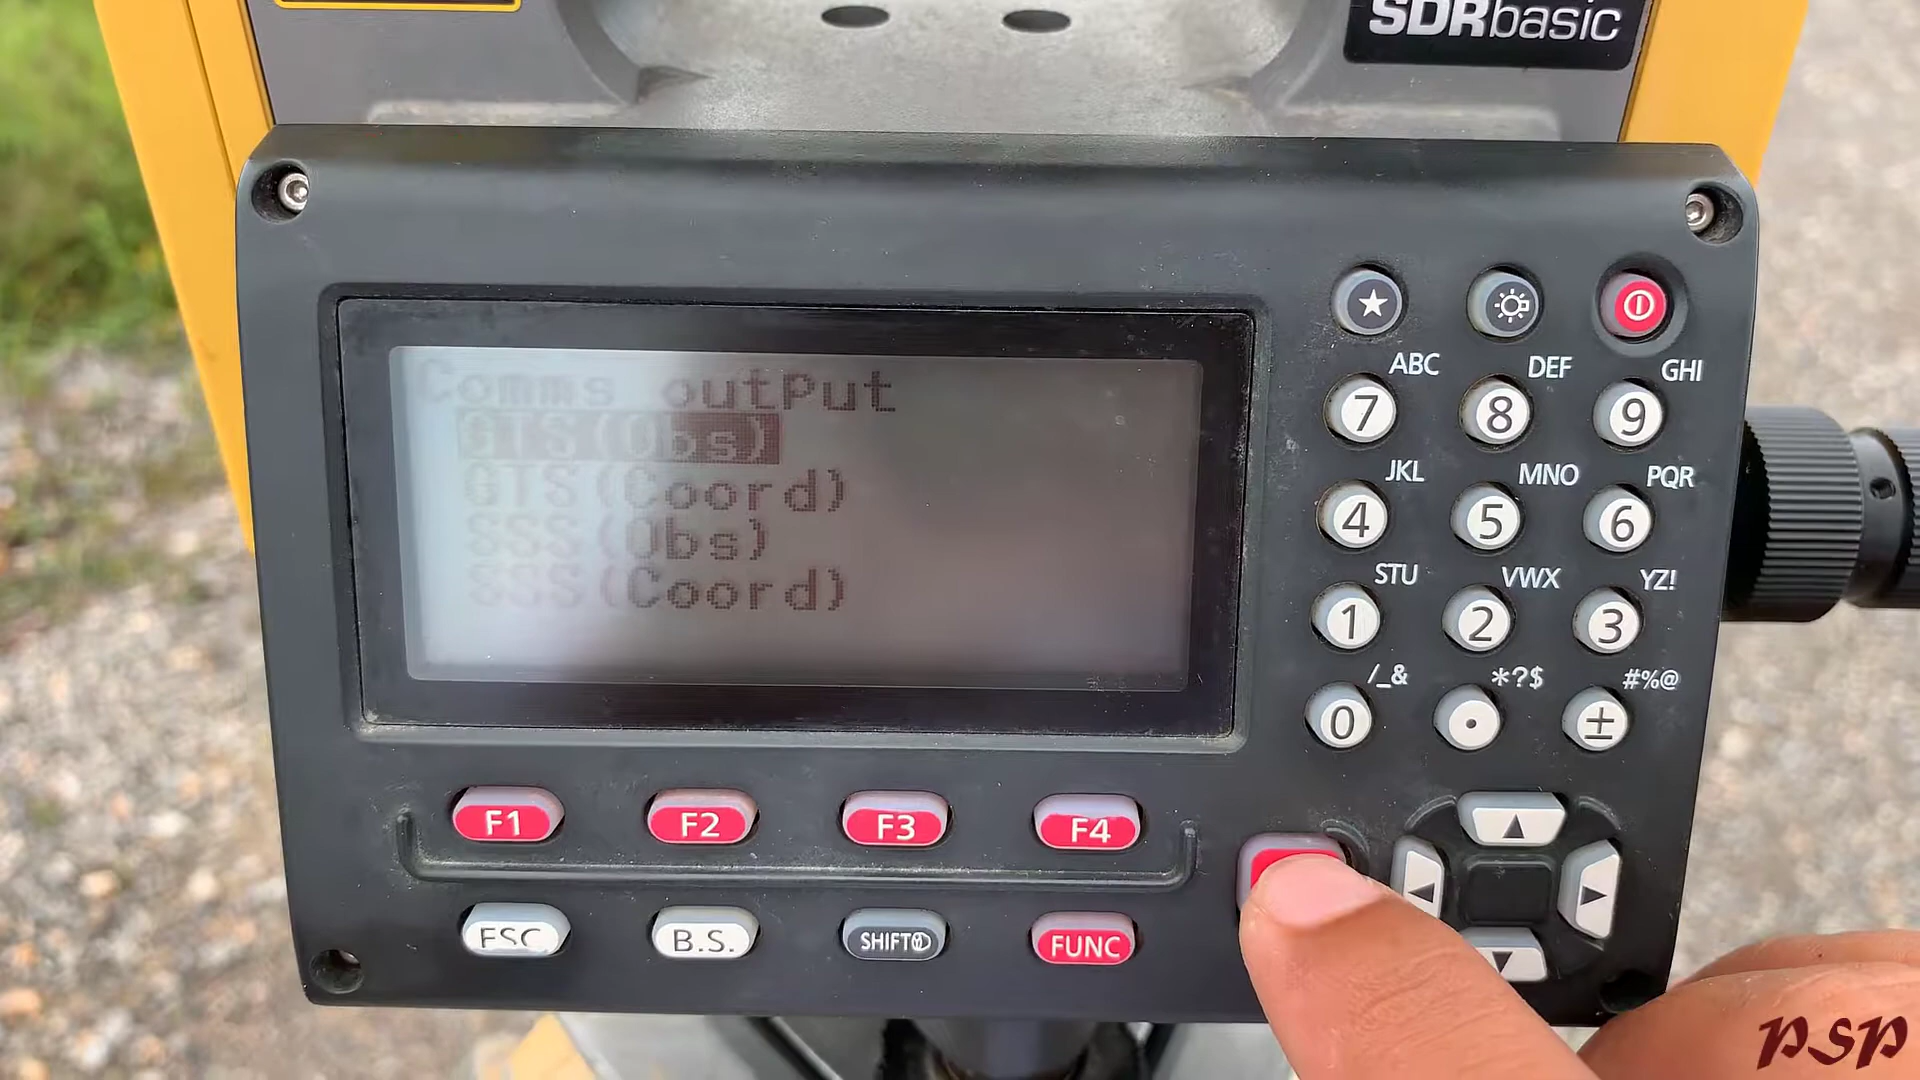 SDRbasic
Comms output
GTS(Obs)
GTS(Coord)
SSS(Obs)
SSS(Coord)
★
ABC DEF GHI
7 8 9
JKL MNO PQR
4 5 6
STU VWX YZ!
1 2 3
/_& *?$ #%@
0 • ±
F1 F2 F3 F4
ESC B.S. SHIFT FUNC
PSP